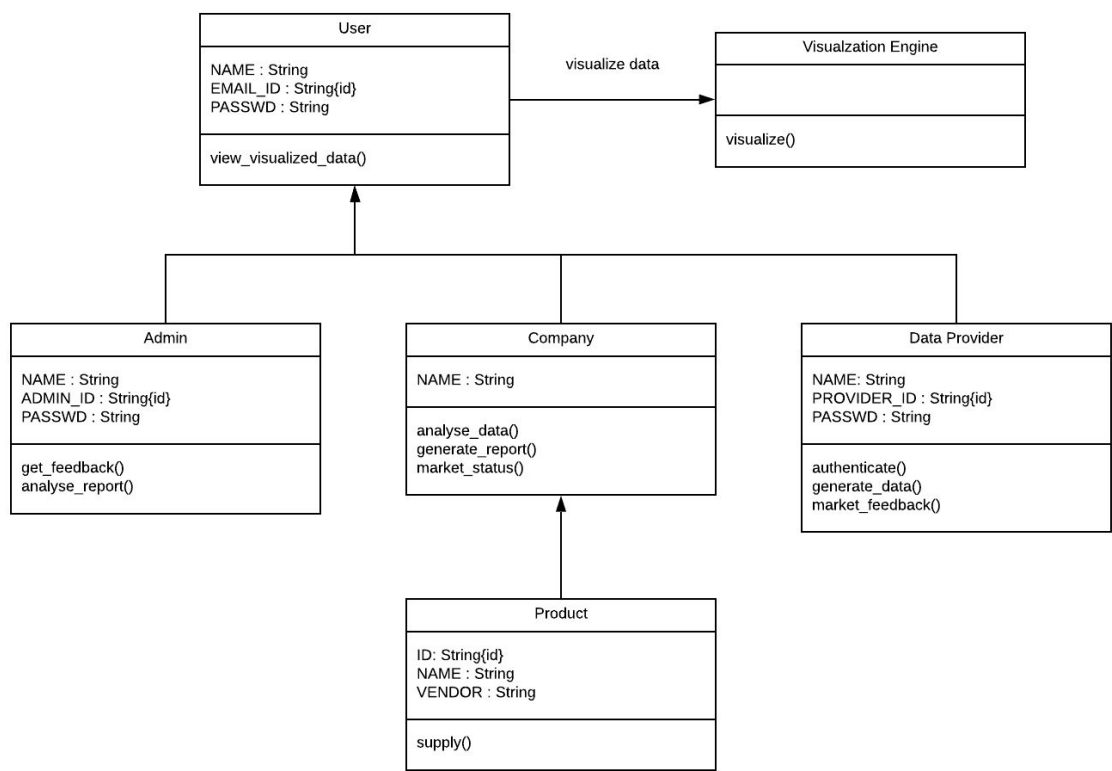 User
NAME : String
EMAIL_ID : String{id}
PASSWD : String
view_visualized_data()
visualize data
Visualzation Engine
visualize()
Admin
NAME : String
ADMIN_ID : String{id}
PASSWD : String
get_feedback()
analyse_report()
Company
NAME : String
analyse_data()
generate_report()
market_status()
Data Provider
NAME: String
PROVIDER_ID : String{id}
PASSWD : String
authenticate()
generate_data()
market_feedback()
Product
ID: String{id}
NAME : String
VENDOR : String
supply()